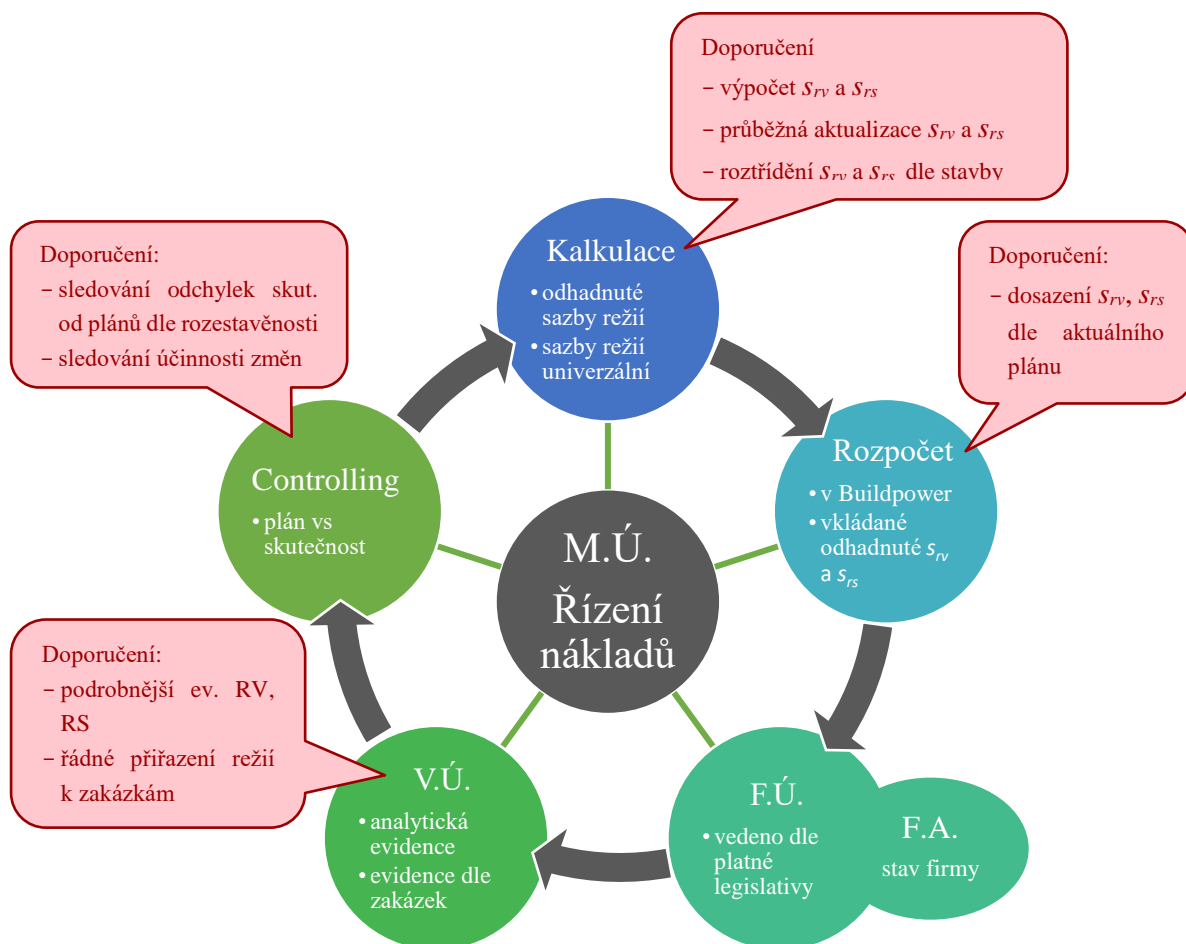 Doporučení
− výpočet srv a srs
− průběžná aktualizace srv a srs
− roztřídění srv a srs dle stavby
Kalkulace
• odhadnuté
sazby režií
• sazby režií
univerzální
Doporučení:
− sledování odchylek skut.
od plánů dle rozestavěnosti
− sledování účinnosti změn
Doporučení:
− dosazení srv, srs
dle aktuálního
plánu
Controlling
• plán vs
skutečnost
Rozpočet
• v Buildpower
• vkládané
odhadnuté srv
a srs
M.Ú.
Řízení
nákladů
Doporučení:
− podrobnější ev. RV,
RS
− řádné přiřazení režií
k zakázkám
V.Ú.
• analytická
evidence
• evidence dle
zakázek
F.Ú.
• vedeno dle
platné
legislativy
F.A.
stav firmy